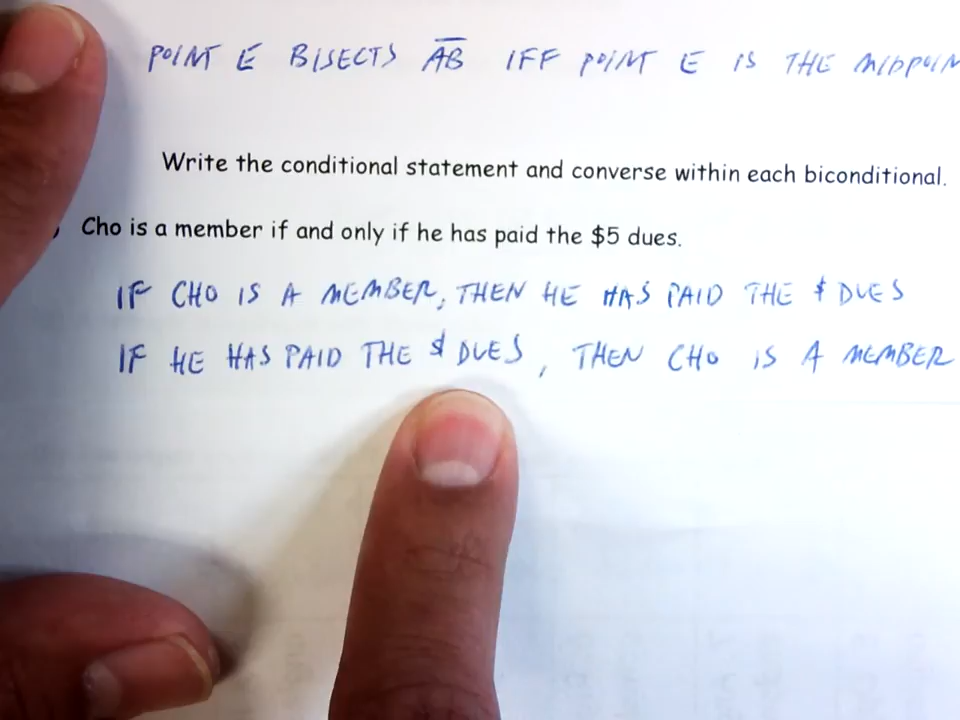 POINT E BISECTS AB IFF POINT E IS THE
Write the conditional statement and converse within each biconditional.
Cho is a member if and only if he has paid the $5 dues.
IF CHO IS A MEMBER, THEN HE HAS PAID THE $ DUES
IF HE HAS PAID THE $ DUES, THEN CHO IS A MEMBER